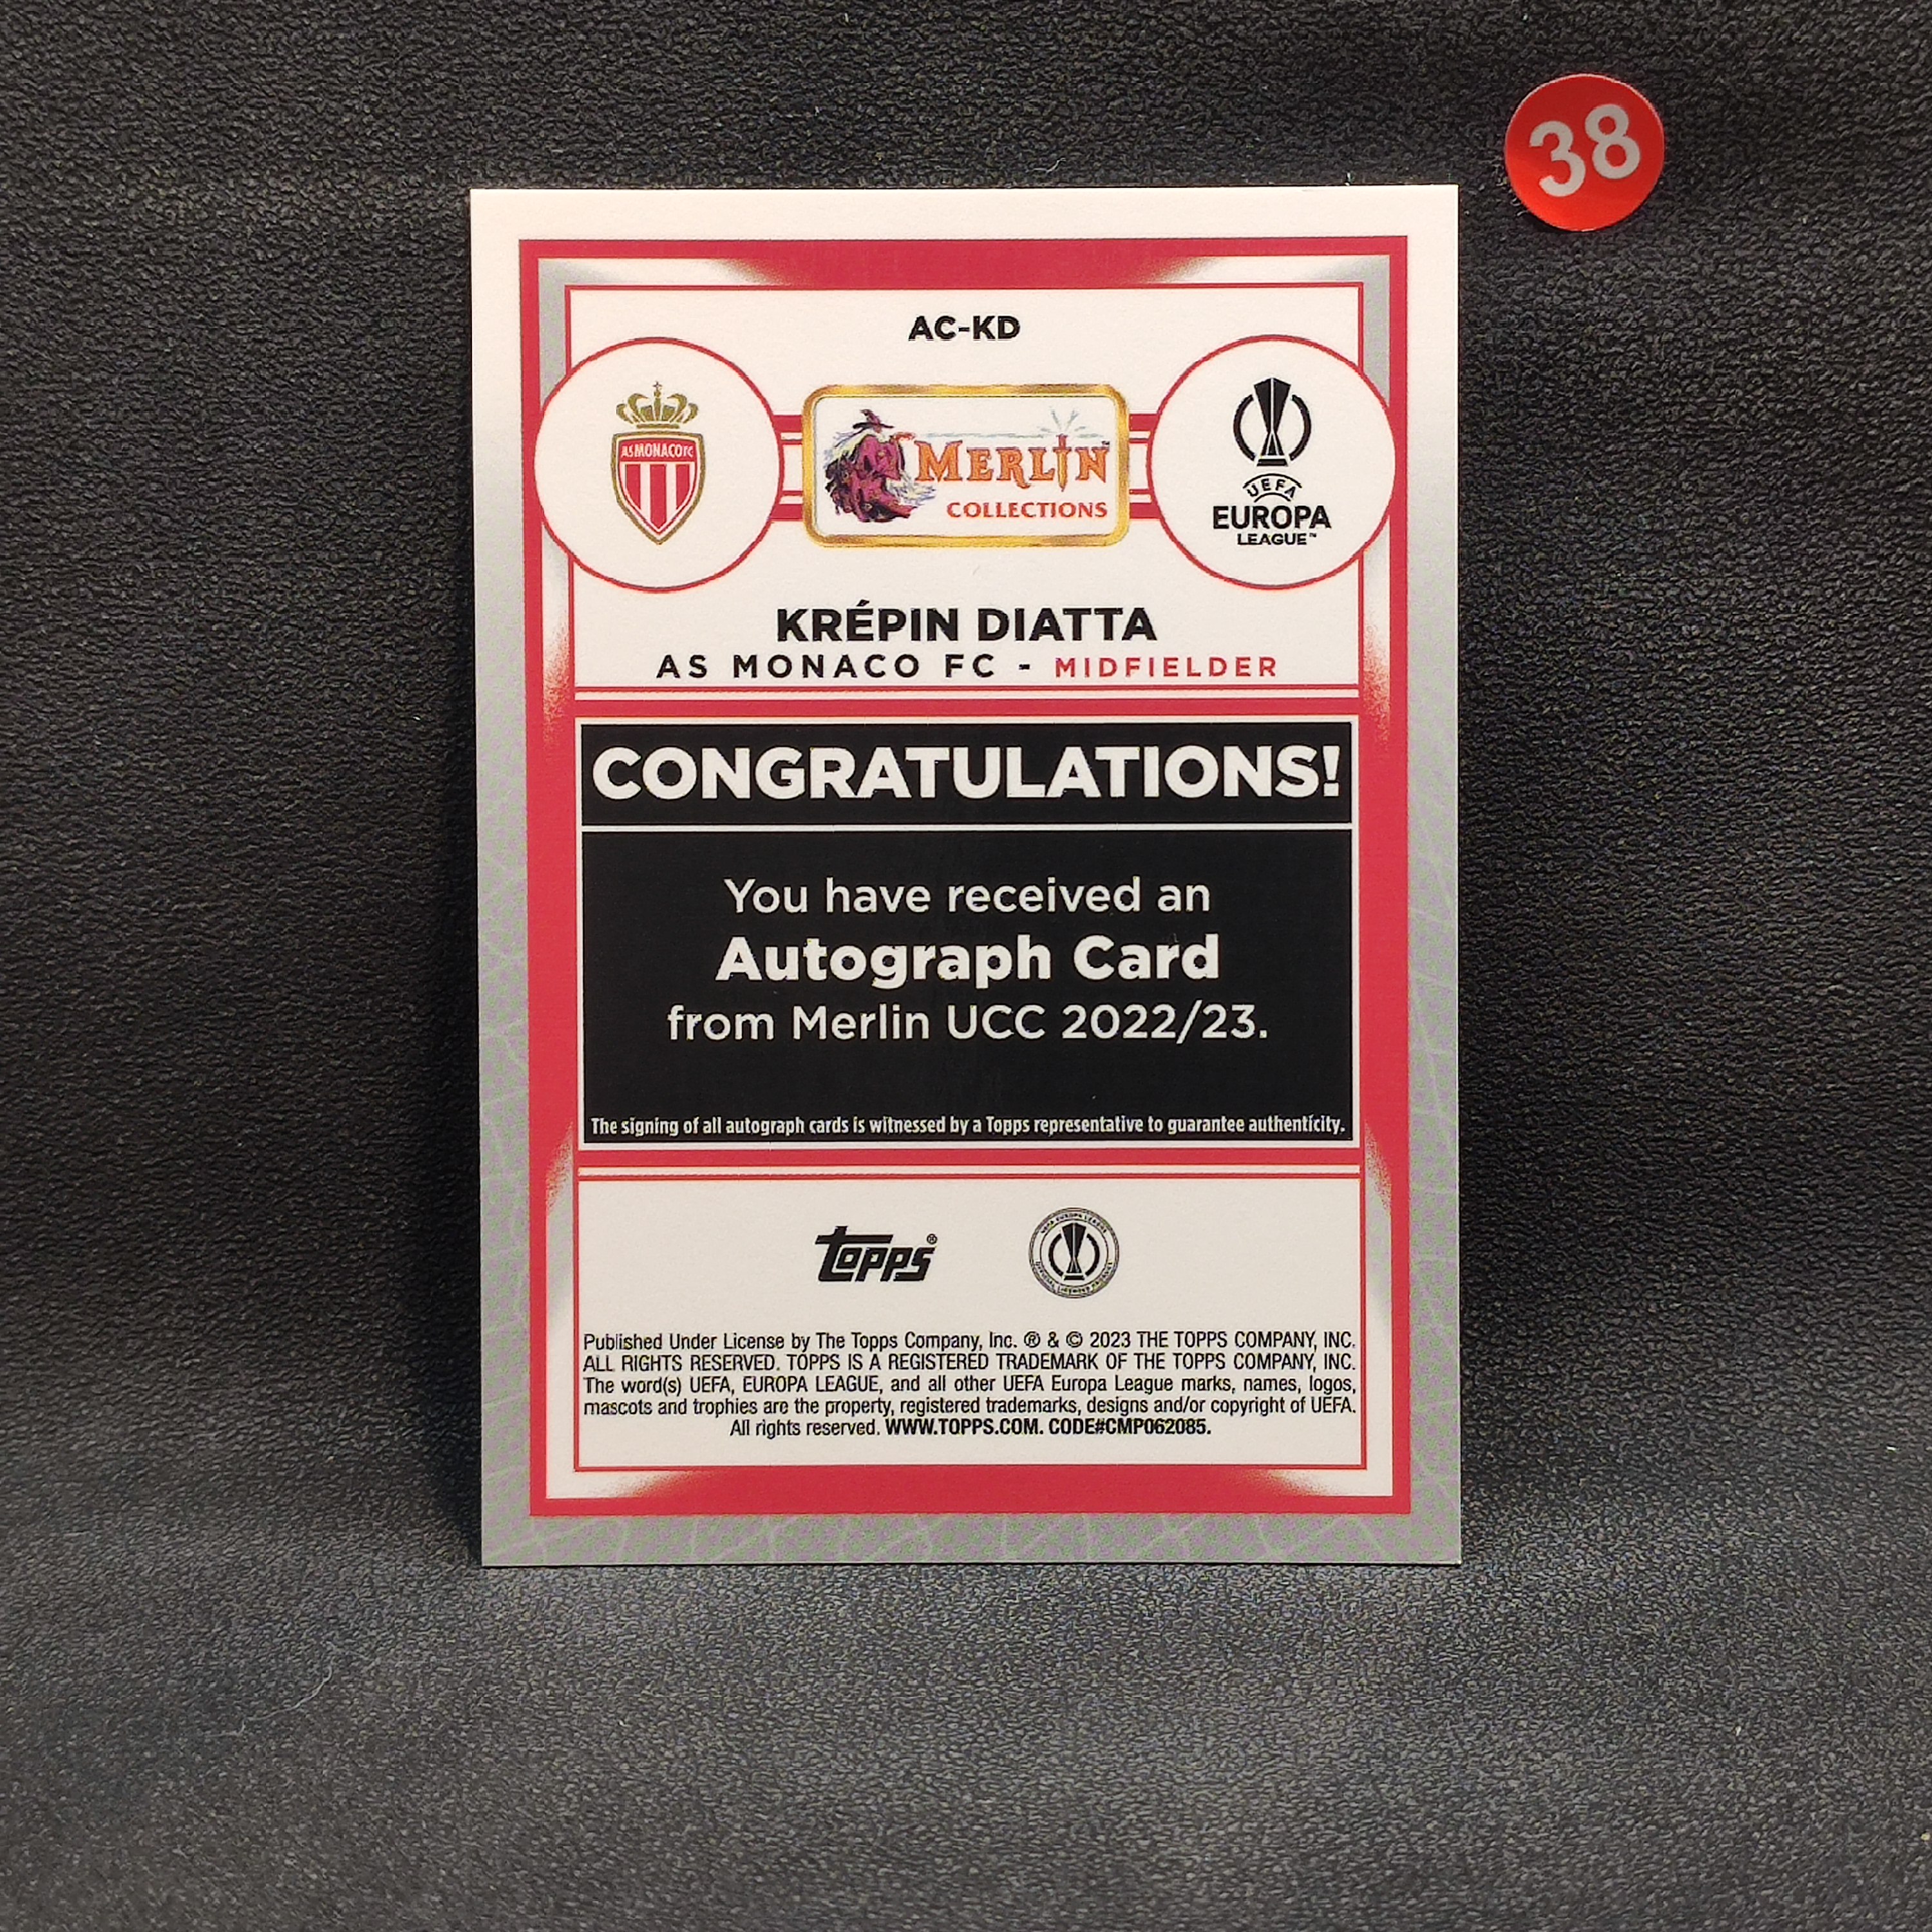 38
AC-KD
AS MONACO FC
MERLIN
COLLECTIONS
UEFA
EUROPA
LEAGUE™
KRÉPIN DIATTA
AS MONACO FC - MIDFIELDER
CONGRATULATIONS!
You have received an
Autograph Card
from Merlin UCC 2022/23.
The signing of all autograph cards is witnessed by a Topps representative to guarantee authenticity.
topps®
Published Under License by The Topps Company, Inc. ® & © 2023 THE TOPPS COMPANY, INC.
ALL RIGHTS RESERVED. TOPPS IS A REGISTERED TRADEMARK OF THE TOPPS COMPANY, INC.
The word(s) UEFA, EUROPA LEAGUE, and all other UEFA Europa League marks, names, logos,
mascots and trophies are the property, registered trademarks, designs and/or copyright of UEFA.
All rights reserved. WWW.TOPPS.COM. CODE#CMP062085.